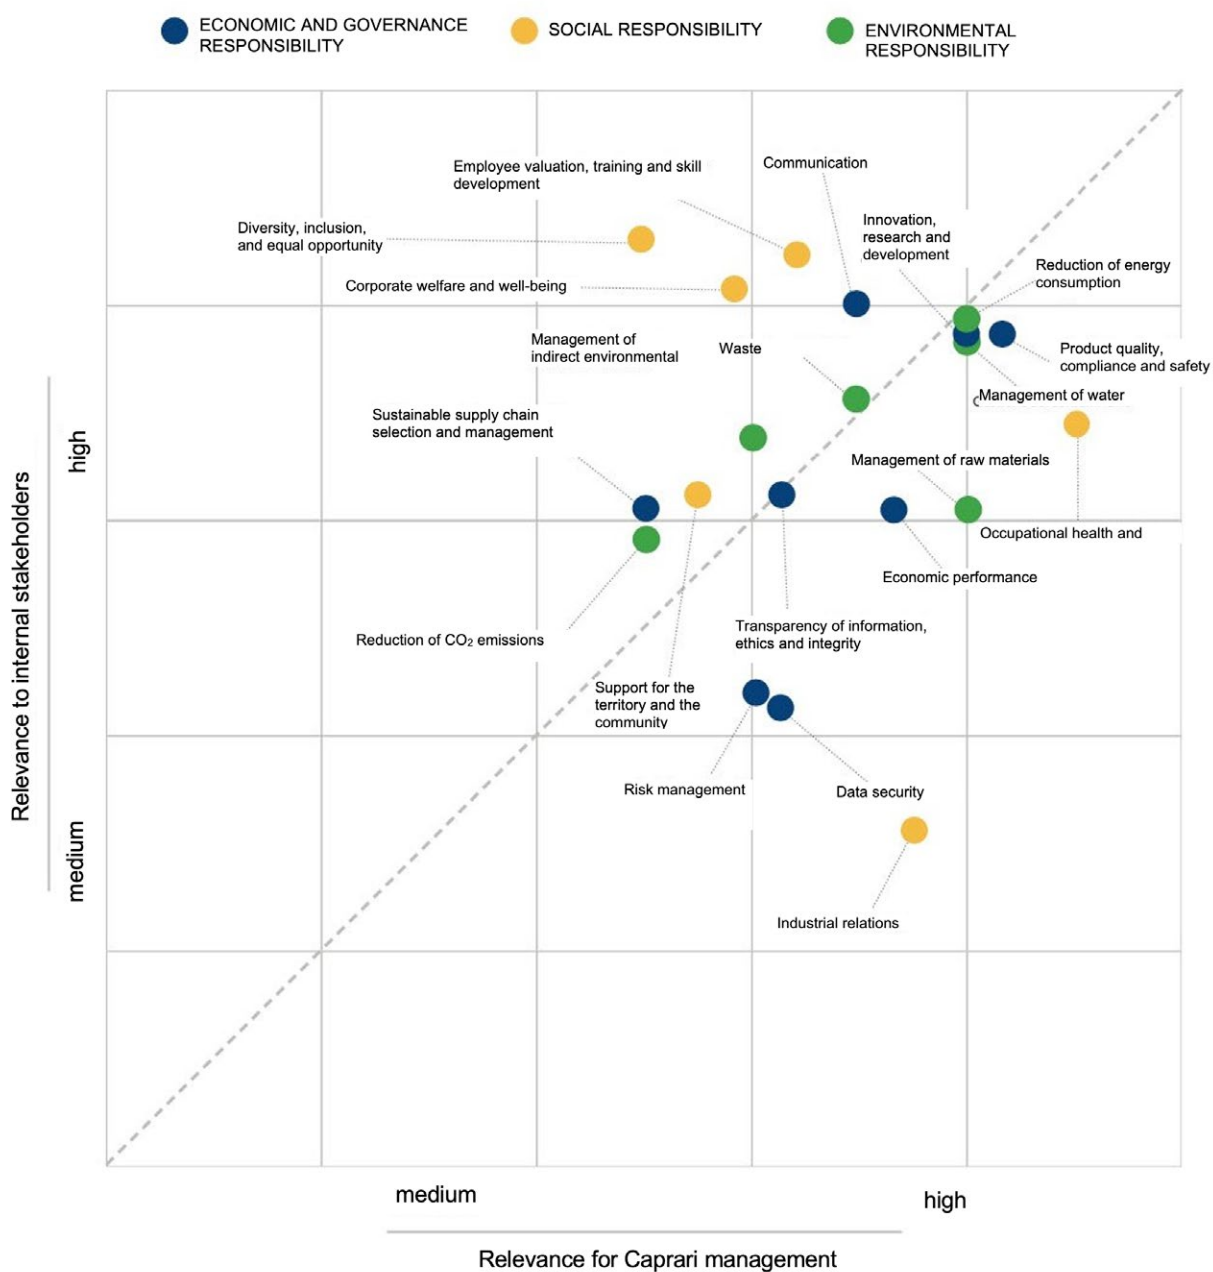 ECONOMIC AND GOVERNANCE
RESPONSIBILITY
SOCIAL RESPONSIBILITY
ENVIRONMENTAL
RESPONSIBILITY
Communication
Employee valuation, training and skill
development
Innovation,
research and
development
Diversity, inclusion,
and equal opportunity
Reduction of energy
consumption
Corporate welfare and well-being
Management of
indirect environmental
Waste
Product quality,
compliance and safety
Management of water
Sustainable supply chain
selection and management
Management of raw materials
Occupational health and
Economic performance
Reduction of CO₂ emissions
Transparency of information,
ethics and integrity
Support for the
territory and the
community
Risk management
Data security
Industrial relations
Relevance to internal stakeholders
high
medium
medium
high
Relevance for Caprari management